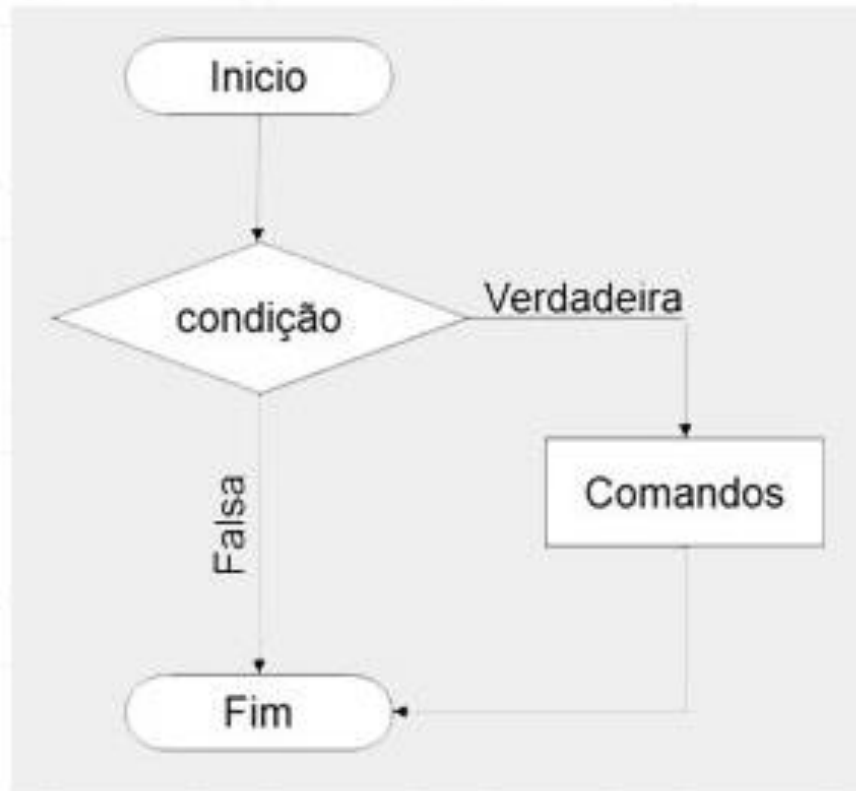 Inicio
condição
Verdadeira
Comandos
Falsa
Fim